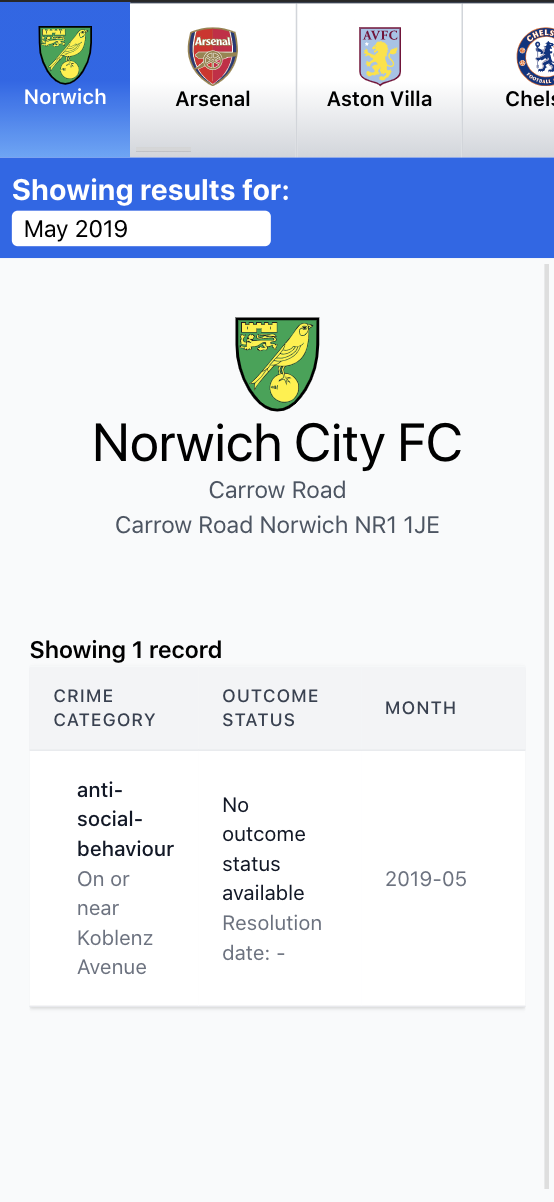 Norwich
Arsenal
Arsenal
AVFC
Aston Villa
CHELS
FOOTBALL
Chels
Showing results for:
May 2019
Norwich City FC
Carrow Road
Carrow Road Norwich NR1 1JE
Showing 1 record
CRIME
CATEGORY
OUTCOME
STATUS
MONTH
anti-
social-
behaviour
On or
near
Koblenz
Avenue
No
outcome
status
available
Resolution
date: -
2019-05